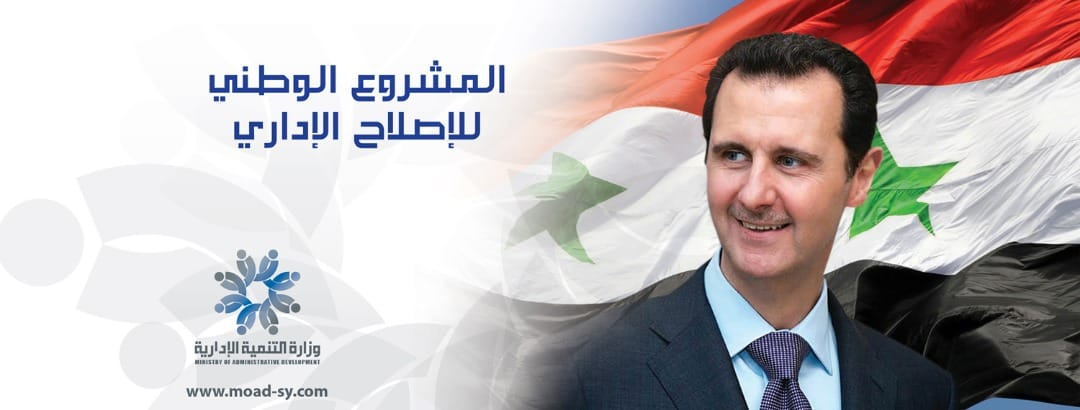 المشروع الوطني
للإصلاح الإداري
وزارة التنمية الإدارية
MINISTRY OF ADMINISTRATIVE DEVELOPMENT
www.moad-sy.com